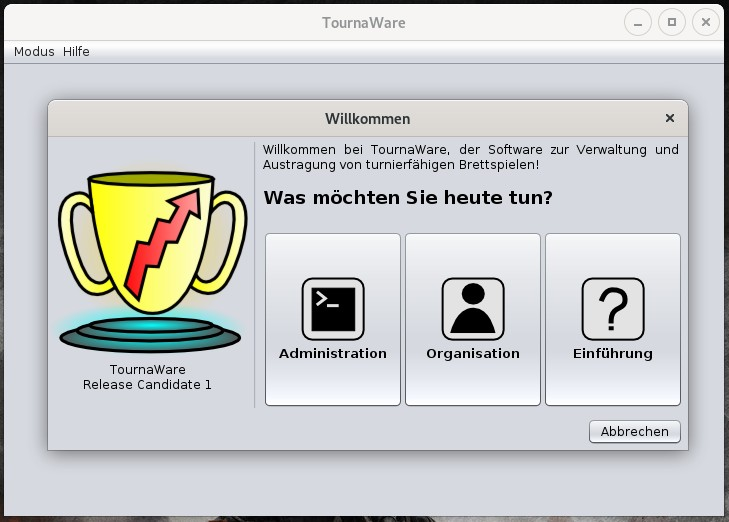 TournaWare
Modus Hilfe
Willkommen
Willkommen bei TournaWare, der Software zur Verwaltung und
Austragung von turnierfähigen Brettspielen!
Was möchten Sie heute tun?
Administration Organisation Einführung
TournaWare
Release Candidate 1
Abbrechen